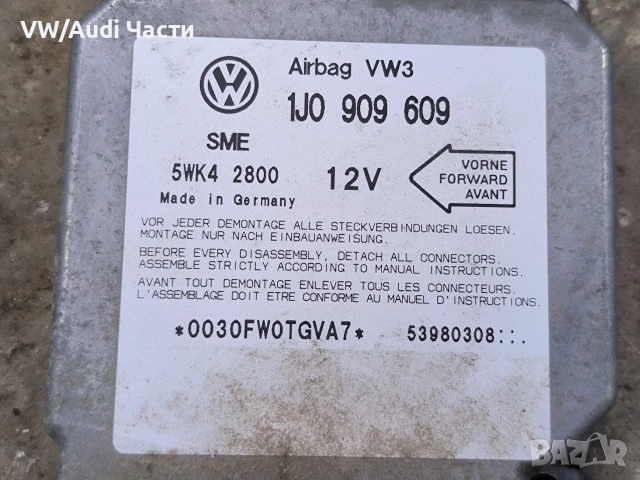 VW/Audi Части
Airbag VW3
1J0 909 609
SME
5WK4 2800
12V
Made in Germany
VORNE
FORWARD
AVANT
VOR JEDER DEMONTAGE ALLE STECKVERBINDUNGEN LOESEN.
MONTAGE NUR NACH EINBAUANWEISUNG.
BEFORE EVERY DISASSEMBLY, DETACH ALL CONNECTORS.
ASSEMBLE STRICTLY ACCORDING TO MANUAL INSTRUCTIONS.
AVANT TOUT DEMONTAGE ENLEVER TOUS LES CONNECTEURS.
L'ASSEMBLAGE DOIT ETRE CONFORME AU MANUEL D'INSTRUCTIONS.
*0030FW0TGVA7*
53980308:::
BAZAR